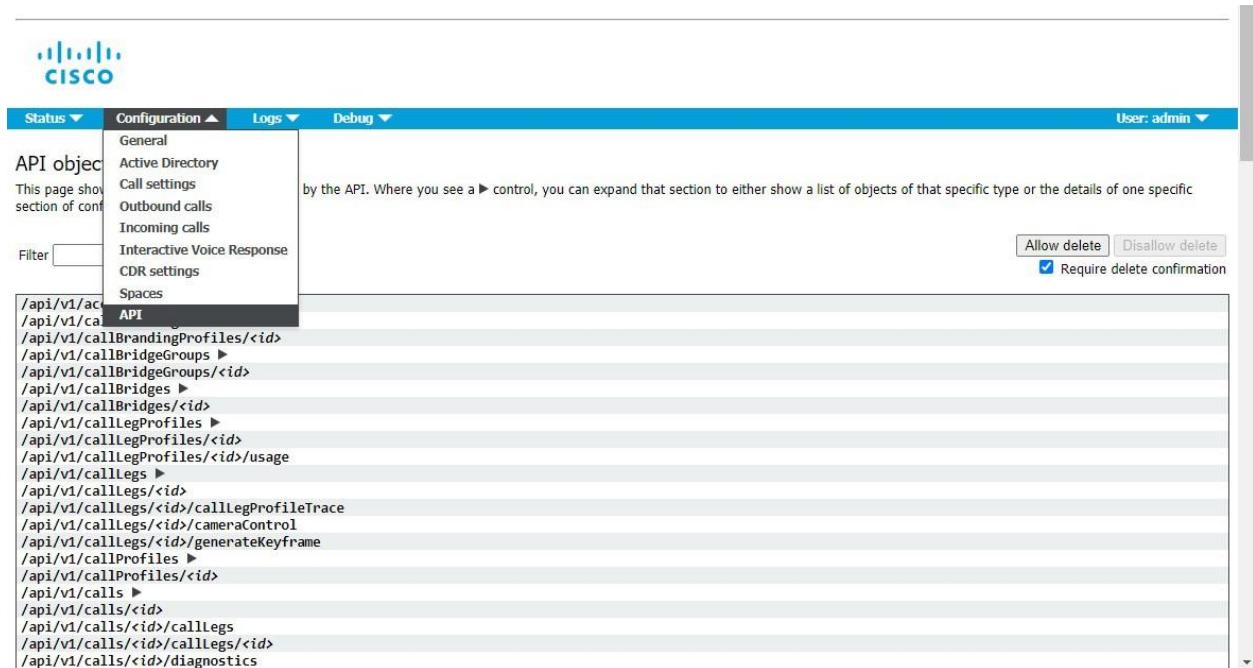 CISCO
Status Configuration Logs Debug User: admin
General
Active Directory
Call settings
Outbound calls
Incoming calls
Interactive Voice Response
CDR settings
Spaces
API
API objec
This page show by the API. Where you see a ▶ control, you can expand that section to either show a list of objects of that specific type or the details of one specific
section of conf
Filter
Allow delete Disallow delete
Require delete confirmation
/api/v1/ac
/api/v1/ca
/api/v1/callBrandingProfiles/<id>
/api/v1/callBridgeGroups ▶
/api/v1/callBridgeGroups/<id>
/api/v1/callBridges ▶
/api/v1/callBridges/<id>
/api/v1/callLegProfiles ▶
/api/v1/callLegProfiles/<id>
/api/v1/callLegProfiles/<id>/usage
/api/v1/callLegs ▶
/api/v1/callLegs/<id>
/api/v1/callLegs/<id>/callLegProfileTrace
/api/v1/callLegs/<id>/cameraControl
/api/v1/callLegs/<id>/generateKeyframe
/api/v1/callProfiles ▶
/api/v1/callProfiles/<id>
/api/v1/calls ▶
/api/v1/calls/<id>
/api/v1/calls/<id>/callLegs
/api/v1/calls/<id>/callLegs/<id>
/api/v1/calls/<id>/diagnostics